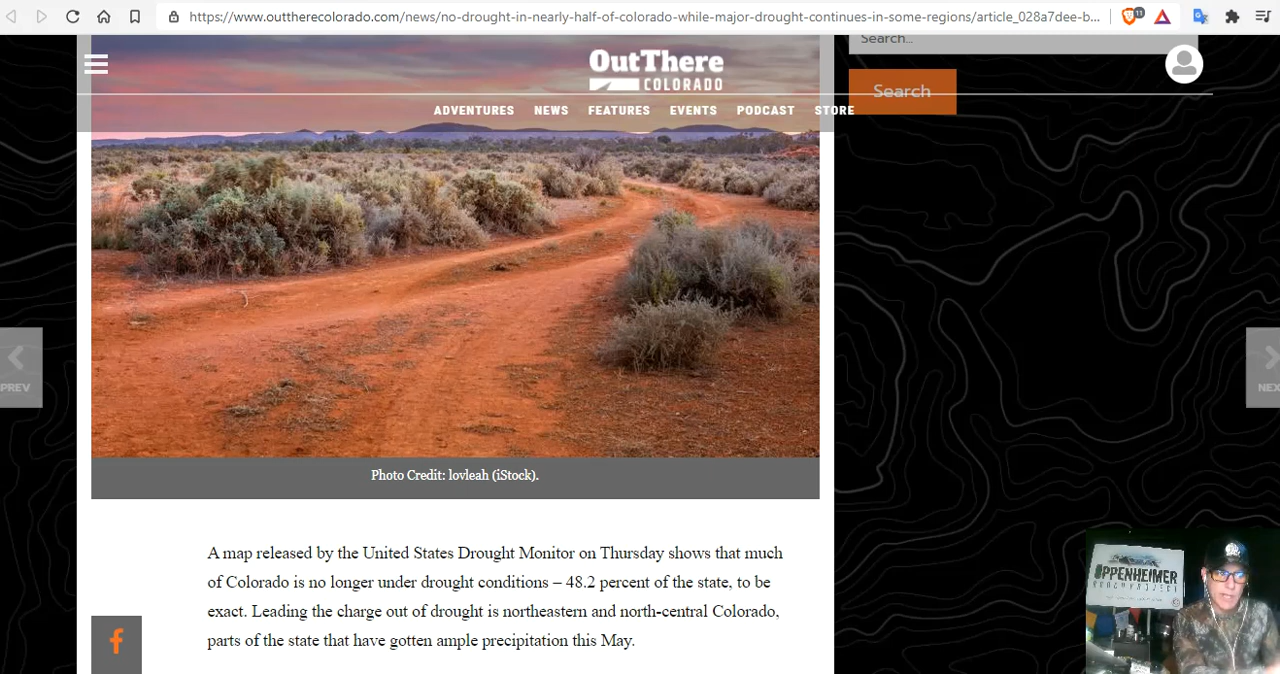 https://www.outtherecolorado.com/news/no-drought-in-nearly-half-of-colorado-while-major-drought-continues-in-some-regions/article_028a7dee-b...
11
Search...
OutThere
COLORADO
Search
ADVENTURES NEWS FEATURES EVENTS PODCAST STORE
PREV
NEX
Photo Credit: lovleah (iStock).
A map released by the United States Drought Monitor on Thursday shows that much
of Colorado is no longer under drought conditions – 48.2 percent of the state, to be
exact. Leading the charge out of drought is northeastern and north-central Colorado,
parts of the state that have gotten ample precipitation this May.
OPPENHEIMER